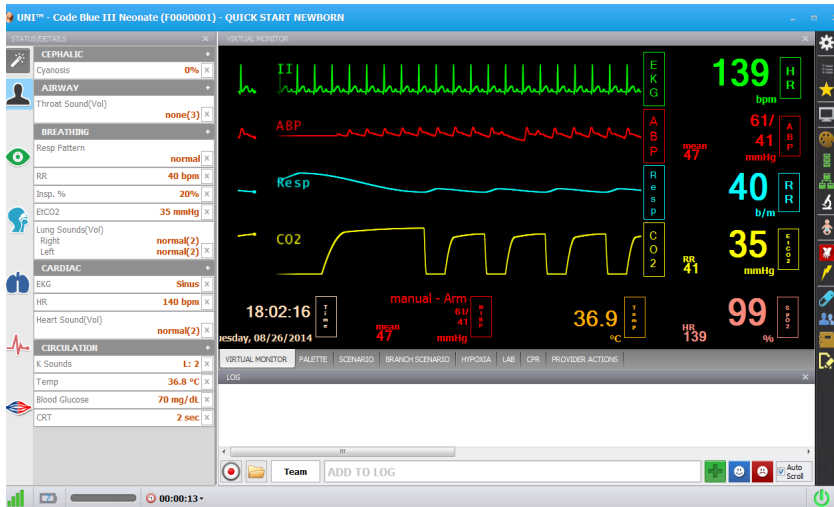 UNI™ - Code Blue III Neonate (F0000001) - QUICK START NEWBORN
STATUS/DETAILS
CEPHALIC
Cyanosis 0%
AIRWAY
Throat Sound(Vol)
none(3)
BREATHING
Resp Pattern
normal
RR 40 bpm
Insp. % 20%
EtCO2 35 mmHg
Lung Sounds(Vol)
Right normal(2)
Left normal(2)
CARDIAC
EKG Sinus
HR 140 bpm
Heart Sound(Vol)
normal(2)
CIRCULATION
K Sounds L: 2
Temp 36.8 ºC
Blood Glucose 70 mg/dL
CRT 2 sec
00:00:13
VIRTUAL MONITOR
II
EKG
139
bpm
HR
ABP
ABP
mean
47
61/
41
mmHg
ABP
Resp
Resp
40
b/m
RR
CO2
CO2
RR
41
35
mmHg
EtCO2
18:02:16
Time
uesday, 08/26/2014
manual - Arm
mean
47
61/
41
mmHg
NIBP
36.9
ºC
Temp
HR
139
99
%
SPO2
VIRTUAL MONITOR PALETTE SCENARIO BRANCH SCENARIO HYPOXIA LAB CPR PROVIDER ACTIONS
LOG
Team
ADD TO LOG
Auto
Scroll